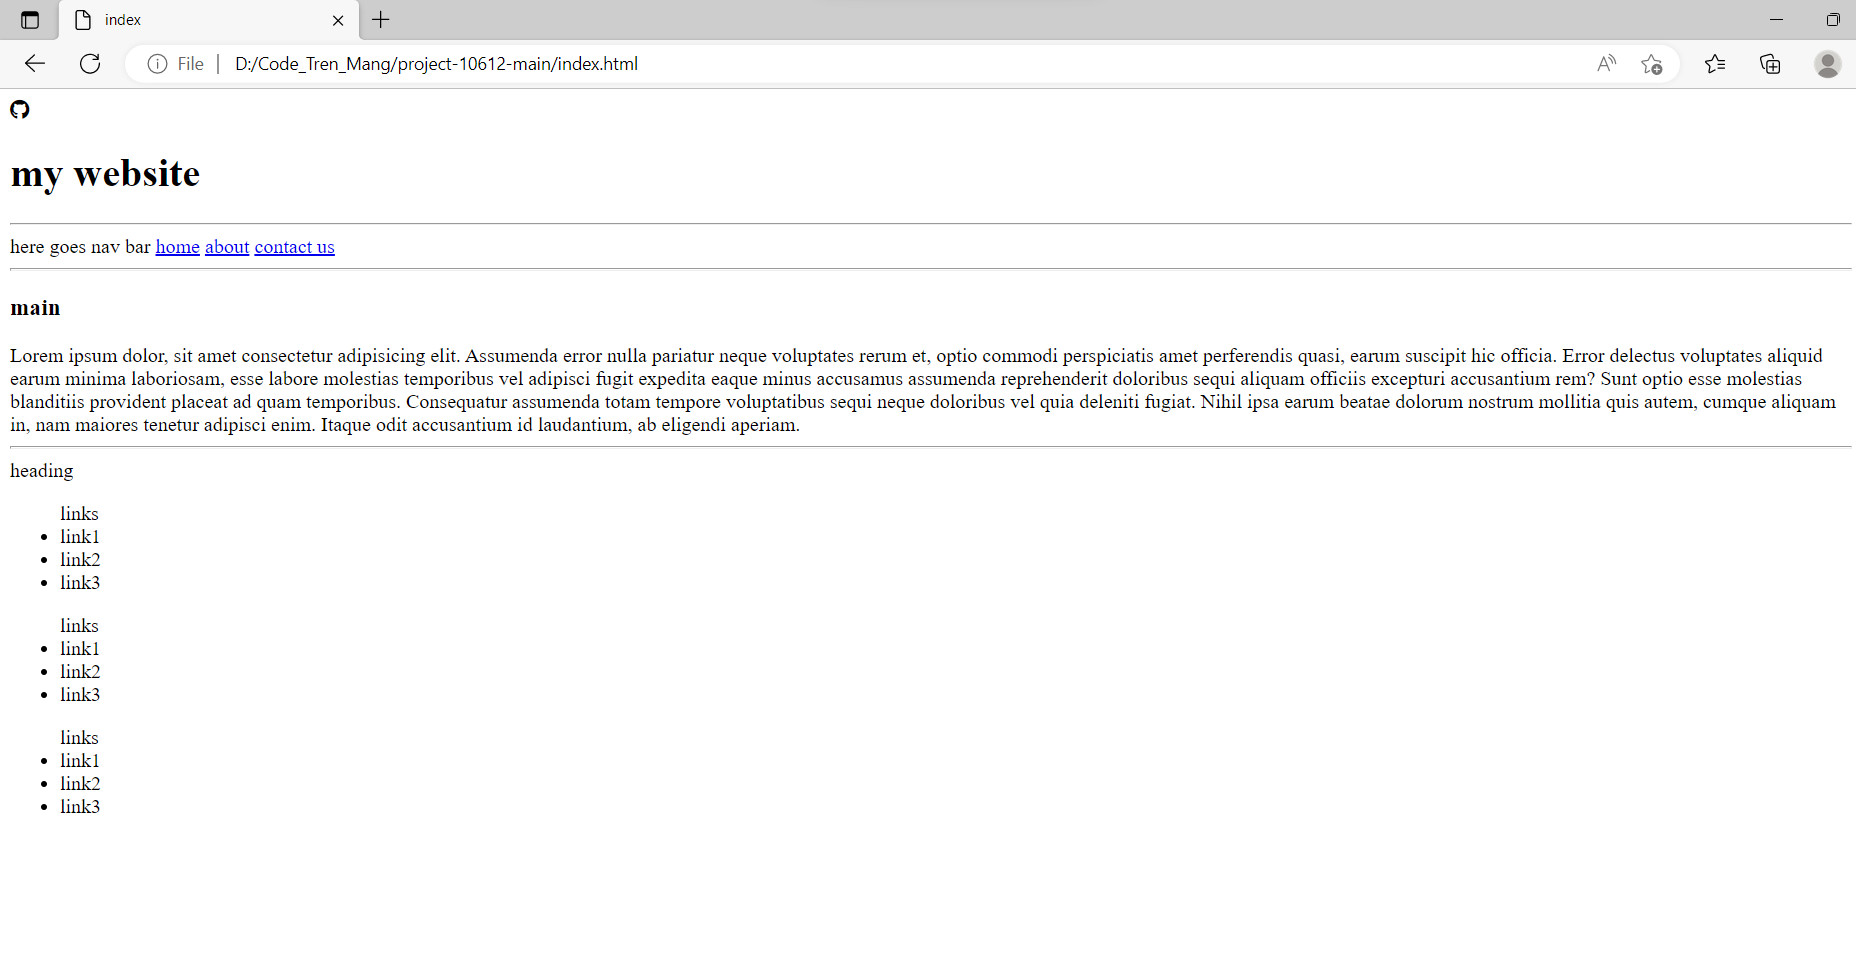 index
File D:/Code_Tren_Mang/project-10612-main/index.html
my website
here goes nav bar home about contact us
main
Lorem ipsum dolor, sit amet consectetur adipisicing elit. Assumenda error nulla pariatur neque voluptates rerum et, optio commodi perspiciatis amet perferendis quasi, earum suscipit hic officia. Error delectus voluptates aliquid
earum minima laboriosam, esse labore molestias temporibus vel adipisci fugit expedita eaque minus accusamus assumenda reprehenderit doloribus sequi aliquam officiis excepturi accusantium rem? Sunt optio esse molestias
blanditiis provident placeat ad quam temporibus. Consequatur assumenda totam tempore voluptatibus sequi neque doloribus vel quia deleniti fugiat. Nihil ipsa earum beatae dolorum nostrum mollitia quis autem, cumque aliquam
in, nam maiores tenetur adipisci enim. Itaque odit accusantium id laudantium, ab eligendi aperiam.
heading
links
link1
link2
link3
links
link1
link2
link3
links
link1
link2
link3